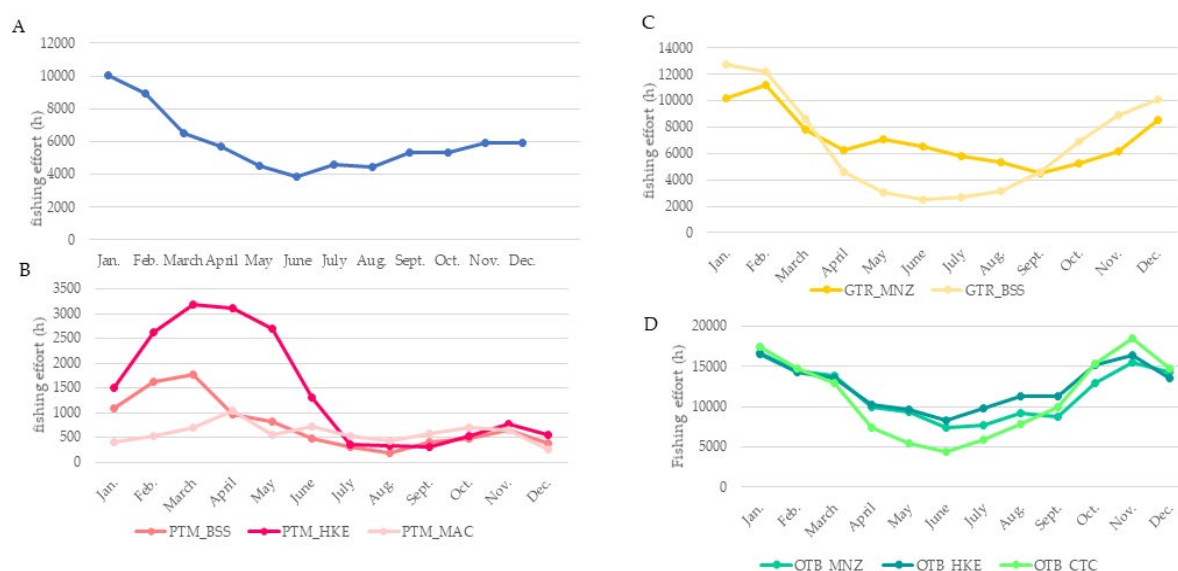 A
12000
10000
8000
6000
4000
2000
0
fishing effort (h)
Jan. Feb. March April May June July Aug. Sept. Oct. Nov. Dec.
B
3500
3000
2500
2000
1500
1000
500
0
fishing effort (h)
Jan. Feb. March April May June July Aug. Sept. Oct. Nov. Dec.
PTM_BSS PTM_HKE PTM_MAC
C
14000
12000
10000
8000
6000
4000
2000
0
fishing effort (h)
Jan. Feb. March April May June July Aug. Sept. Oct. Nov. Dec.
GTR_MNZ GTR_BSS
D
20000
15000
10000
5000
0
Fishing effort (h)
Jan. Feb. March April May June July Aug. Sept. Oct. Nov. Dec.
OTB_MNZ OTB_HKE OTB_CTC